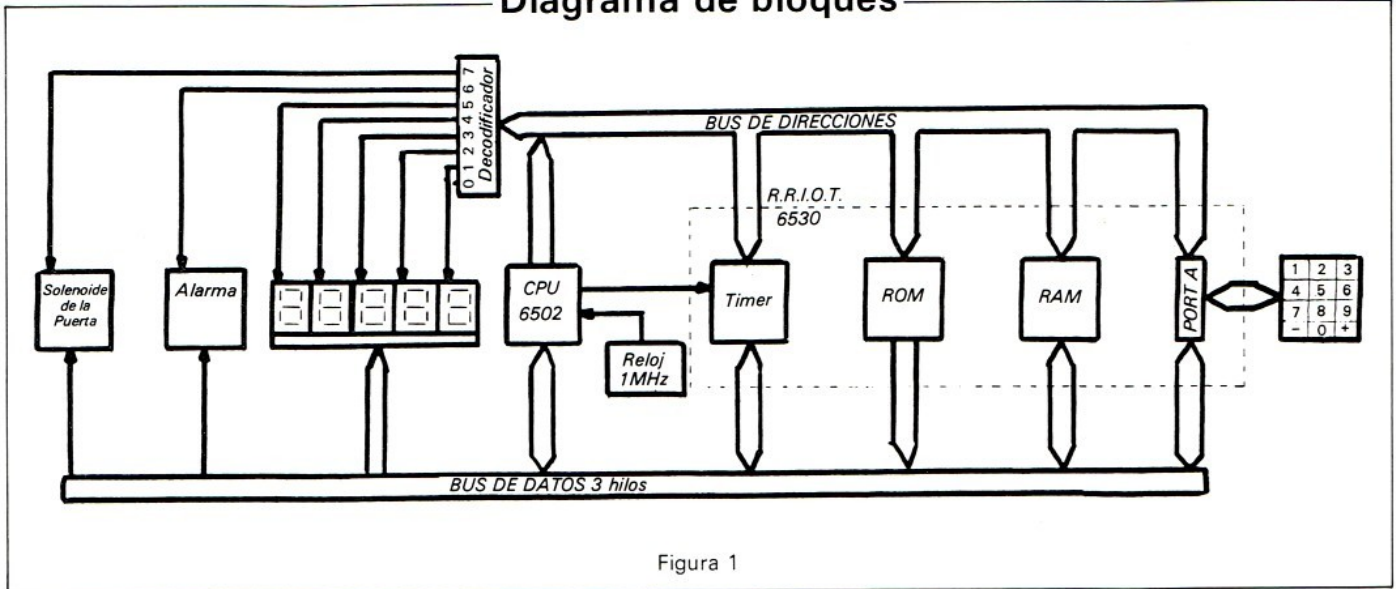 Diagrama de bloques
7
6
5
4
3
2
1
0
Decodificador
BUS DE DIRECCIONES
R.R.I.O.T.
6530
Solenoide
de la
Puerta
Alarma
CPU
6502
Reloj
1MHz
Timer
ROM
RAM
PORT A
1 2 3
4 5 6
7 8 9
- 0 +
BUS DE DATOS 3 hilos
Figura 1